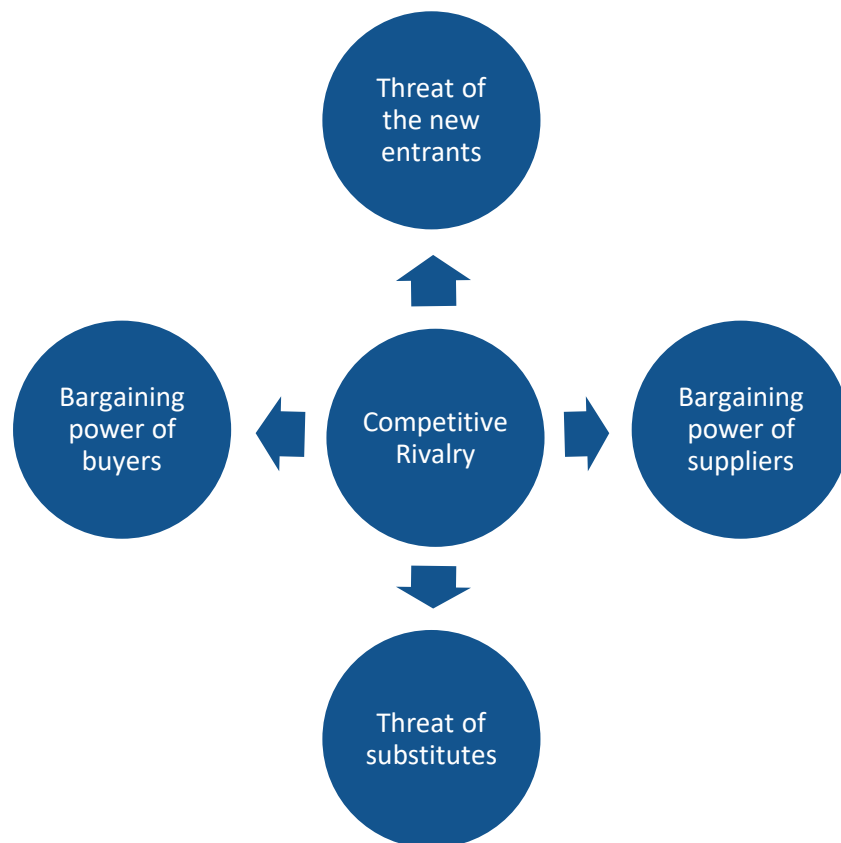 Threat of
the new
entrants
Bargaining
power of
buyers
Competitive
Rivalry
Bargaining
power of
suppliers
Threat of
substitutes